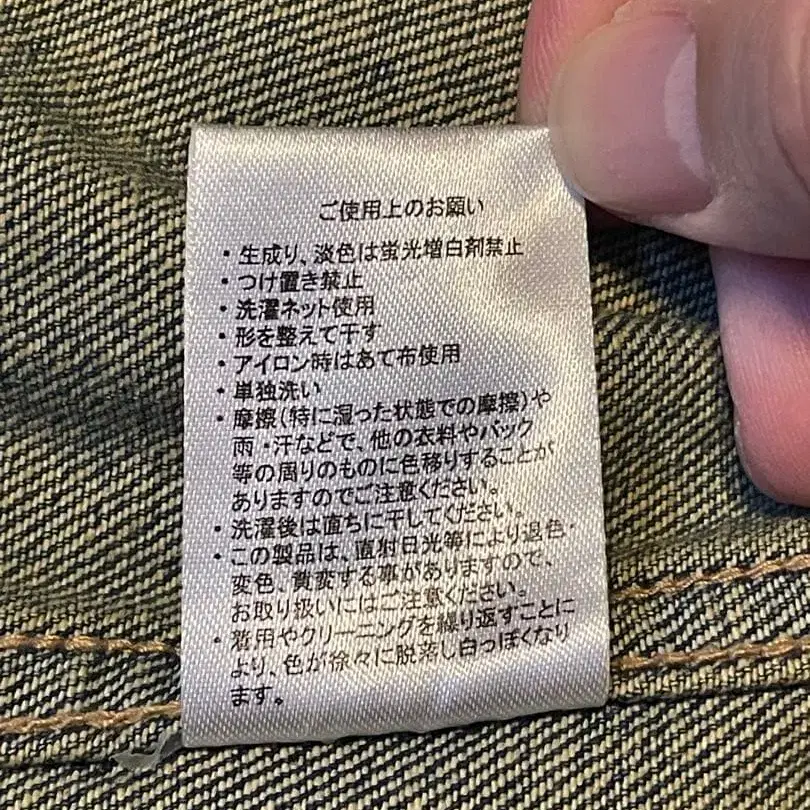 ご使用上のお願い
・生成り、淡色は蛍光増白剤禁止
・つけ置き禁止
・洗濯ネット使用
・形を整えて干す
・アイロン時はあて布使用
・単独洗い
・摩擦(特に湿った状態での摩擦)や
雨・汗などで、他の衣料やバック
等の周りのものに色移りすることが
ありますのでご注意ください。
・洗濯後は直ちに干してください。
・この製品は、直射日光等により退色・
変色、黄変する事がありますので、
お取り扱いにはご注意ください。
・着用やクリーニングを繰り返すことに
より、色が徐々に脱落し白っぽくなり
ます。